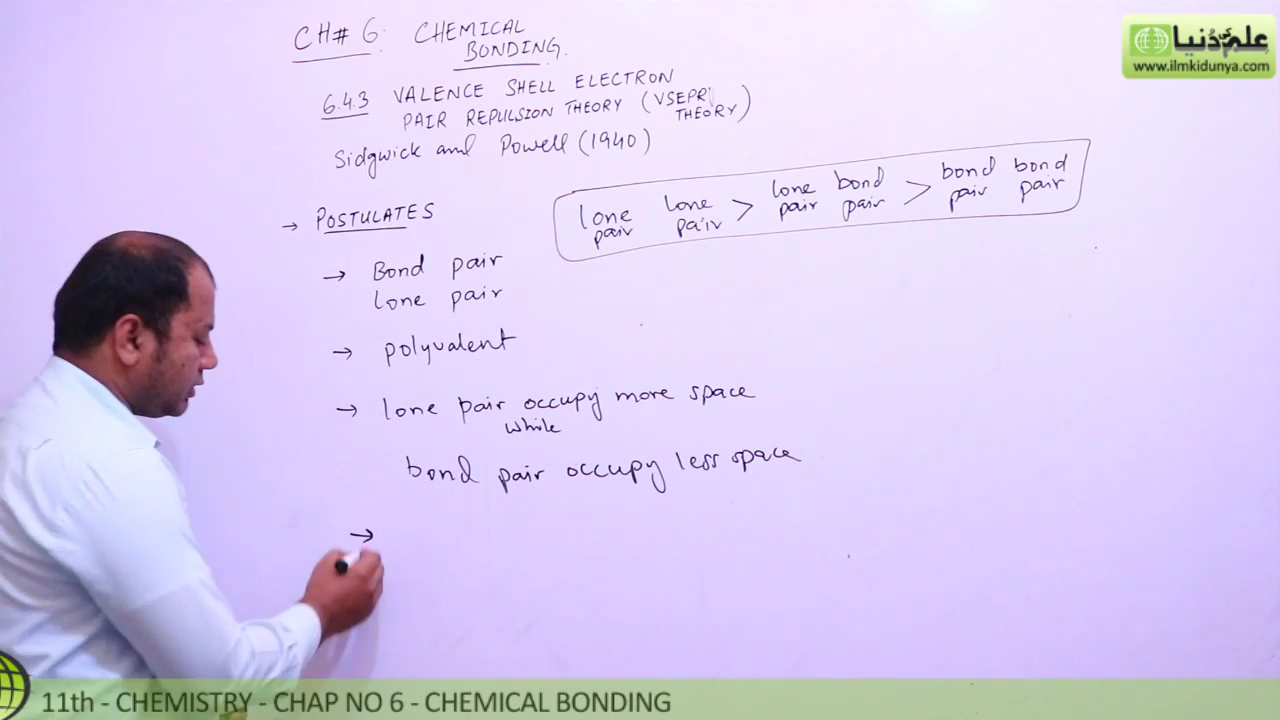 CH# 6: CHEMICAL
BONDING.
6.4.3 VALENCE SHELL ELECTRON
PAIR REPULSION THEORY (VSEPR
THEORY)
Sidgwick and Powell (1940)
lone lone > lone bond > bond bond
pair pair pair pair pair pair
→ POSTULATES
→ Bond pair
lone pair
→ polyvalent
→ lone pair occupy more space
while
bond pair occupy less space
→
علم کی دُنیا
www.ilmkidunya.com
11th - CHEMISTRY - CHAP NO 6 - CHEMICAL BONDING